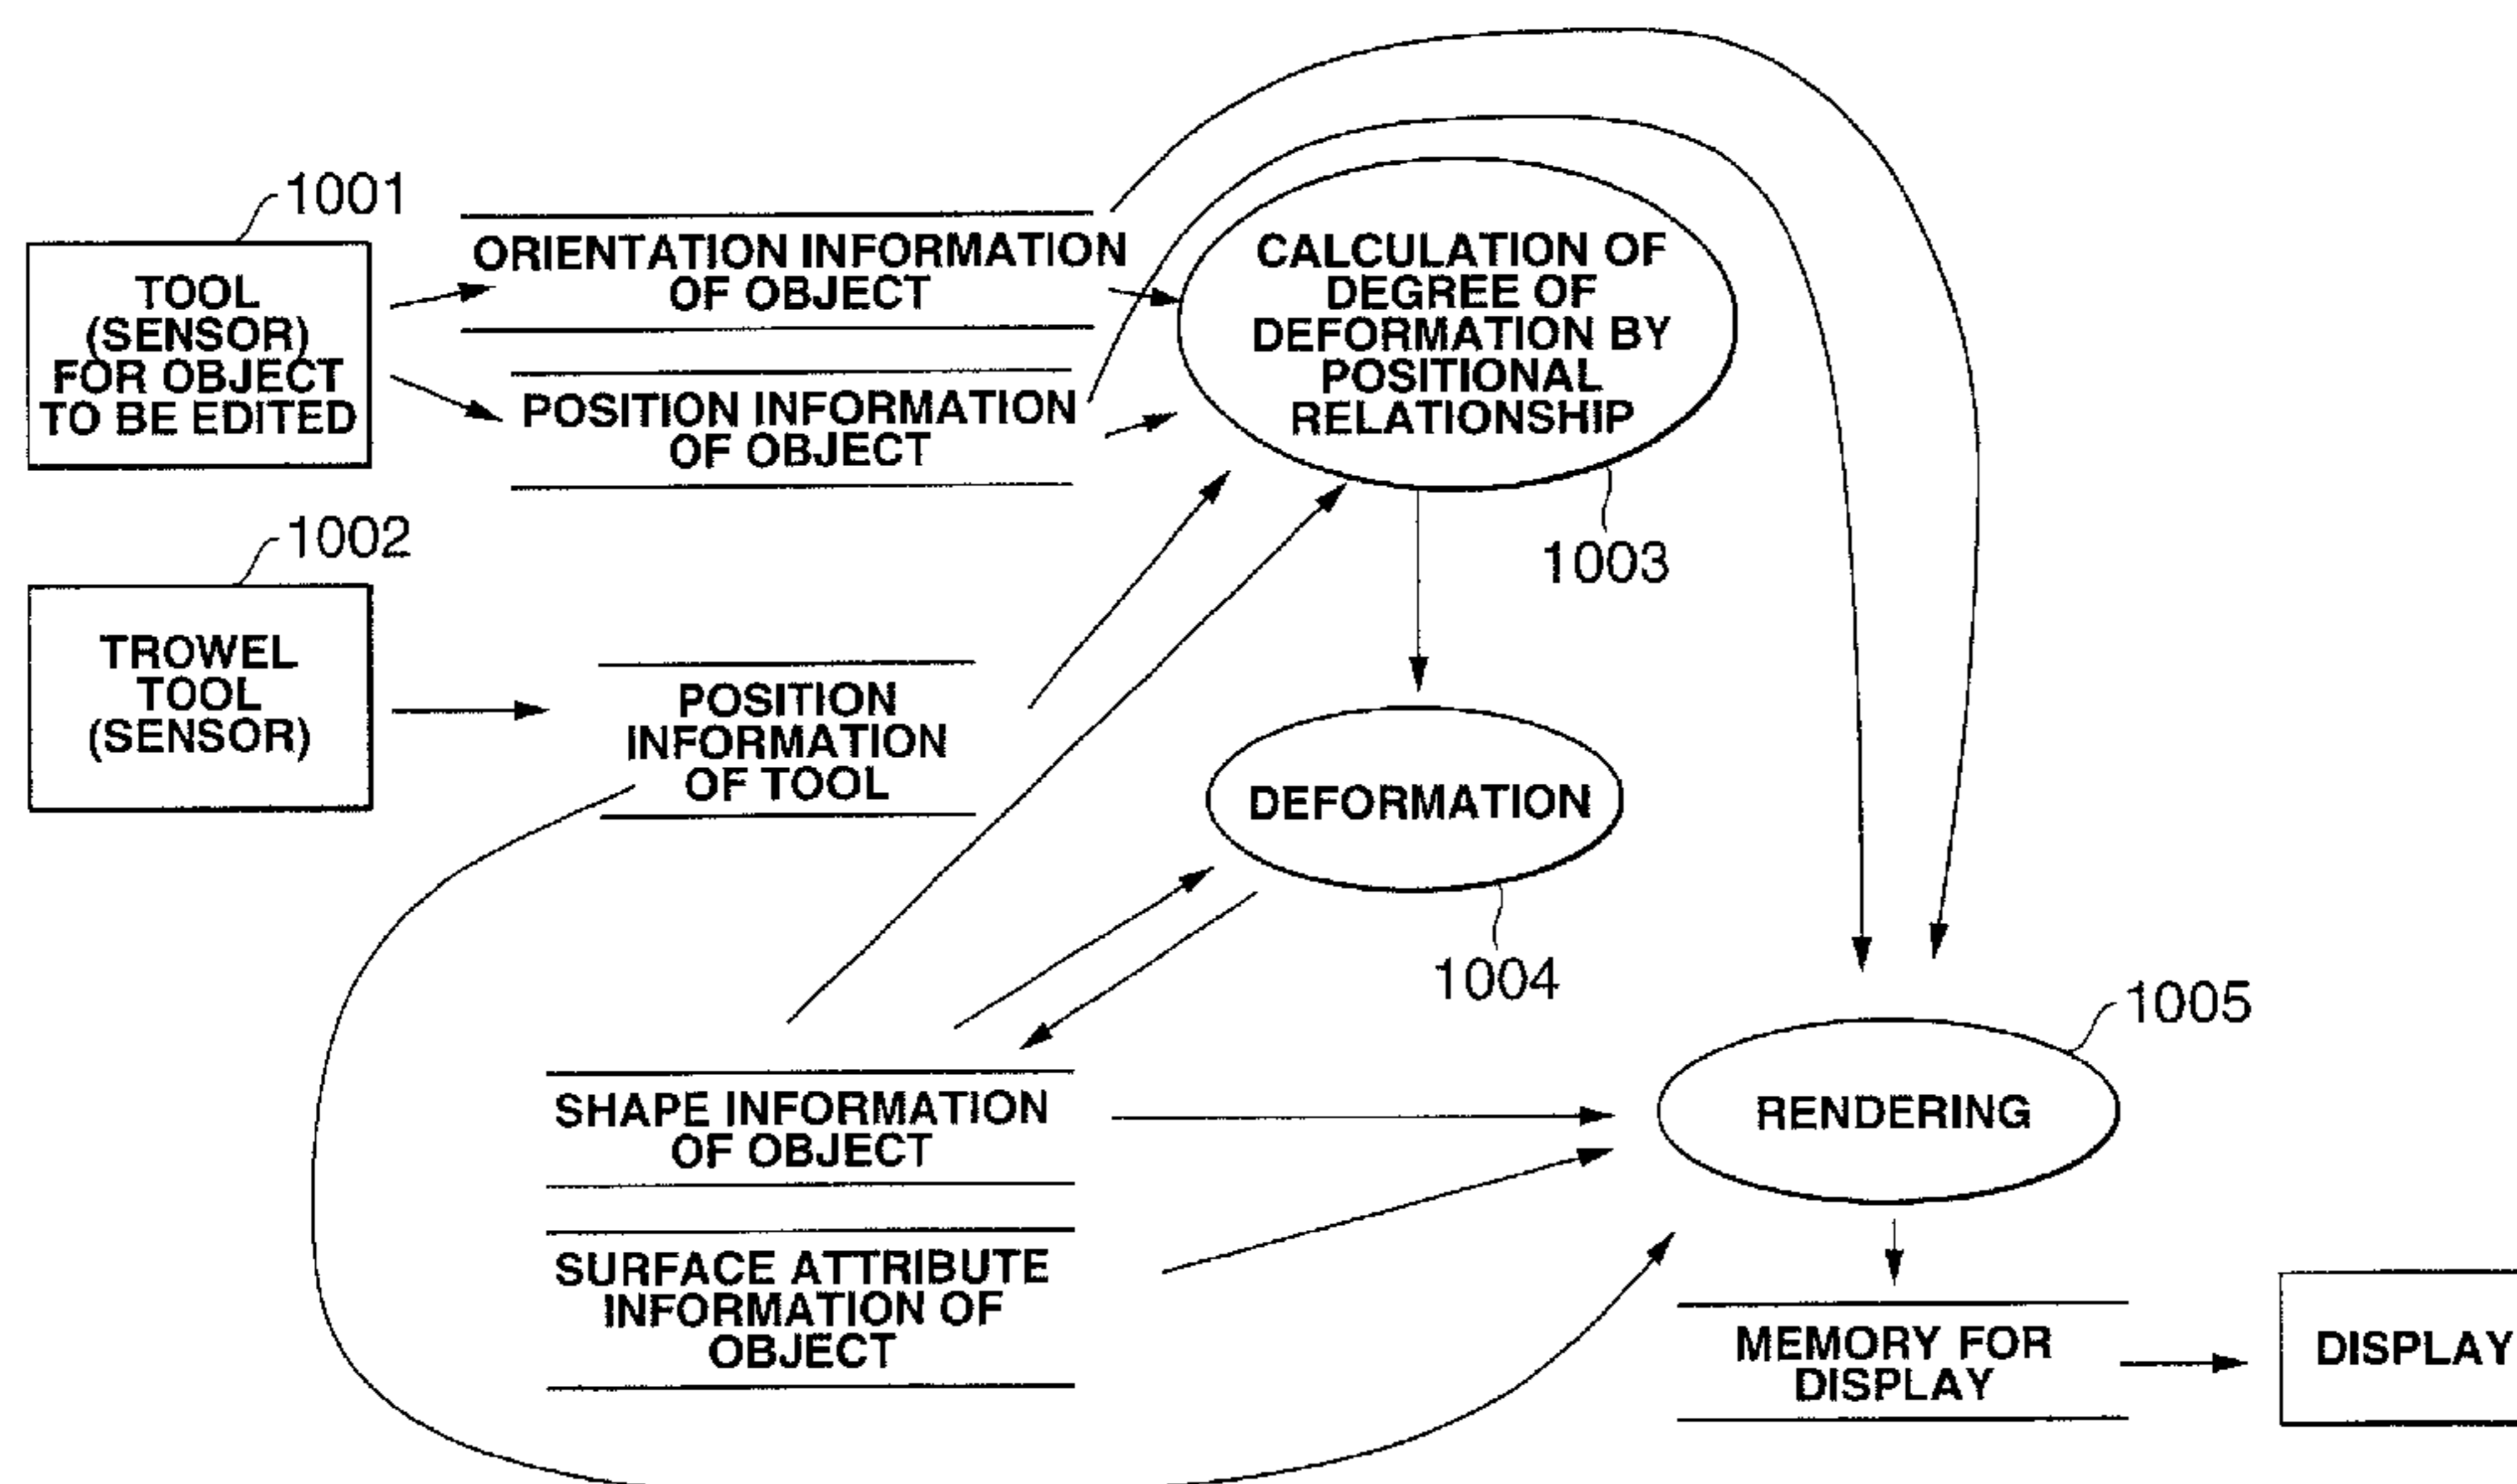 1001
TOOL
(SENSOR)
FOR OBJECT
TO BE EDITED
ORIENTATION INFORMATION
OF OBJECT
POSITION INFORMATION
OF OBJECT
CALCULATION OF
DEGREE OF
DEFORMATION BY
POSITIONAL
RELATIONSHIP
1003
1002
TROWEL
TOOL
(SENSOR)
POSITION
INFORMATION
OF TOOL
DEFORMATION
1004
SHAPE INFORMATION
OF OBJECT
1005
RENDERING
SURFACE ATTRIBUTE
INFORMATION OF
OBJECT
MEMORY FOR
DISPLAY
DISPLAY